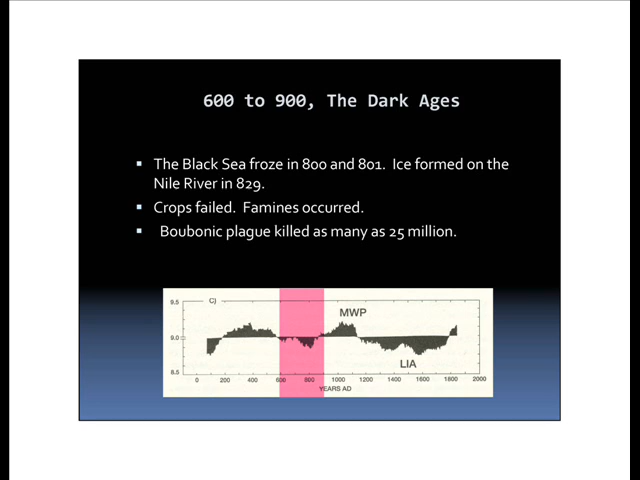 600 to 900, The Dark Ages
▪ The Black Sea froze in 800 and 801. Ice formed on the
Nile River in 829.
▪ Crops failed. Famines occurred.
▪ Boubonic plague killed as many as 25 million.
9.5
C)
MWP
9.0
LIA
8.5
0 200 400 600 800 1000 1200 1400 1600 1800 2000
YEARS AD